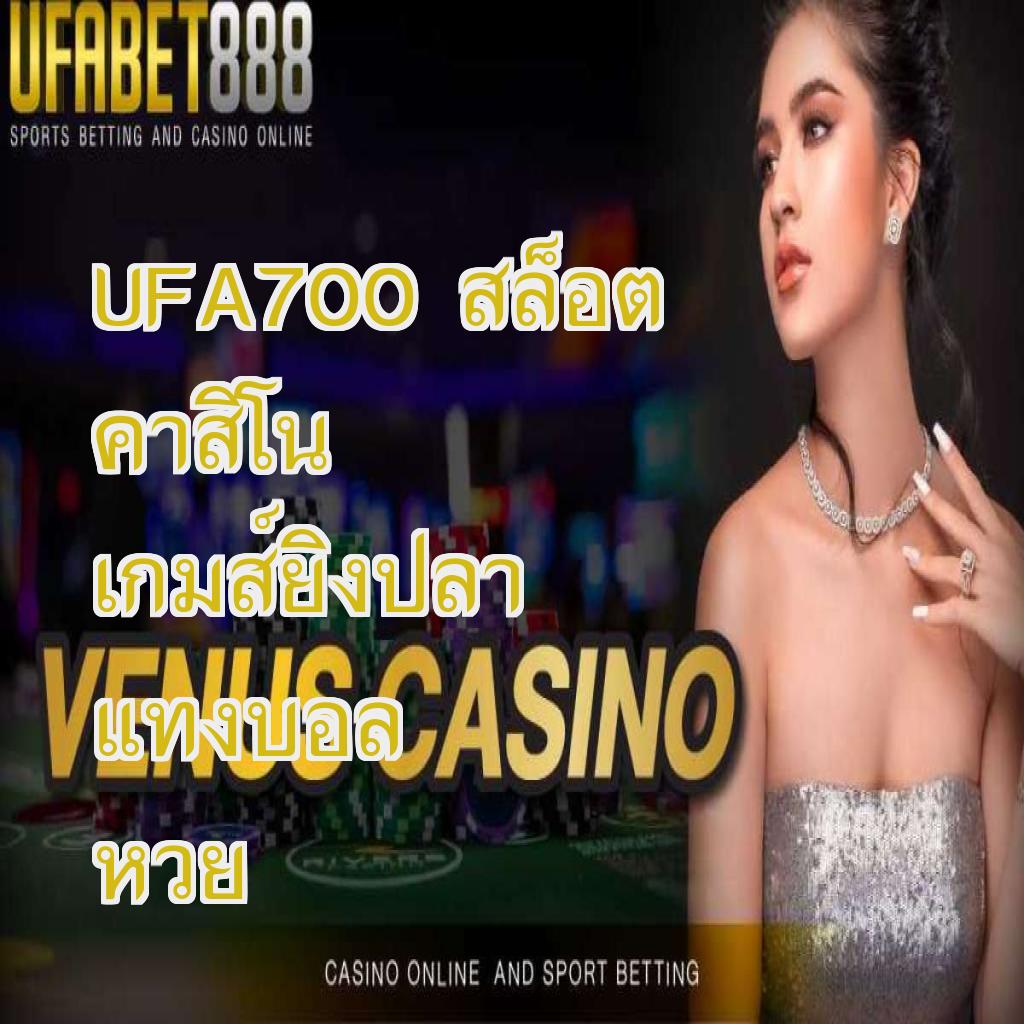 UFABET888
SPORTS BETTING AND CASINO ONLINE
UFA700 สล็อต
คาสิโน
เกมส์ยิงปลา
VENUS CASINO
แทงบอล
หวย
CASINO ONLINE AND SPORT BETTING